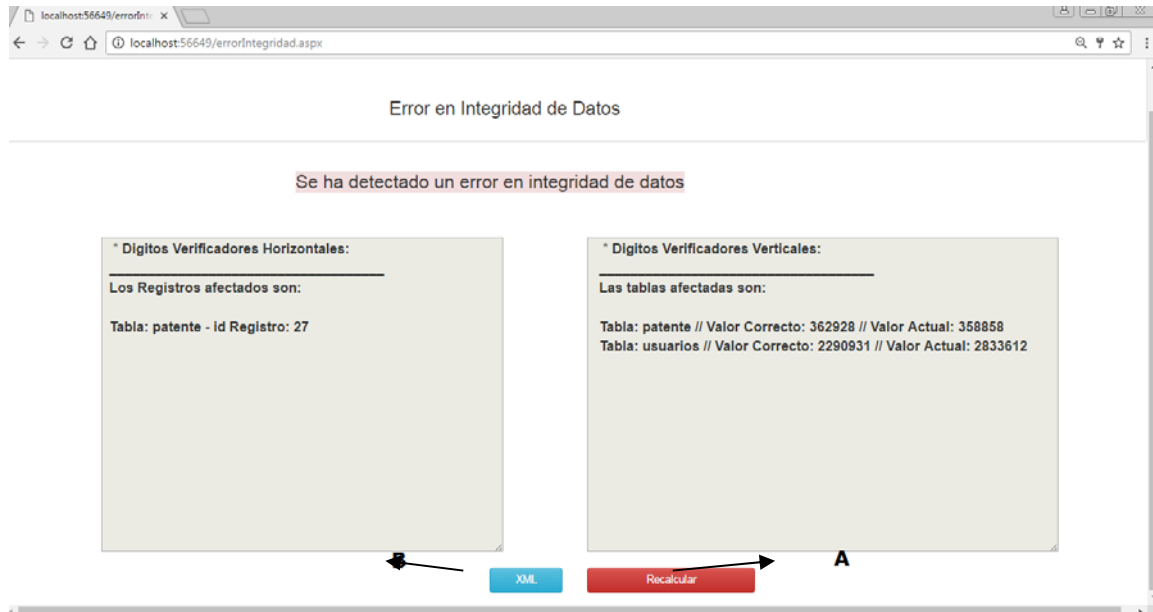 localhost:56649/errorInte
localhost:56649/errorIntegridad.aspx
Error en Integridad de Datos
Se ha detectado un error en integridad de datos
* Digitos Verificadores Horizontales:
Los Registros afectados son:
Tabla: patente - id Registro: 27
* Digitos Verificadores Verticales:
Las tablas afectadas son:
Tabla: patente // Valor Correcto: 362928 // Valor Actual: 358858
Tabla: usuarios // Valor Correcto: 2290931 // Valor Actual: 2833612
B
A
XML
Recalcular